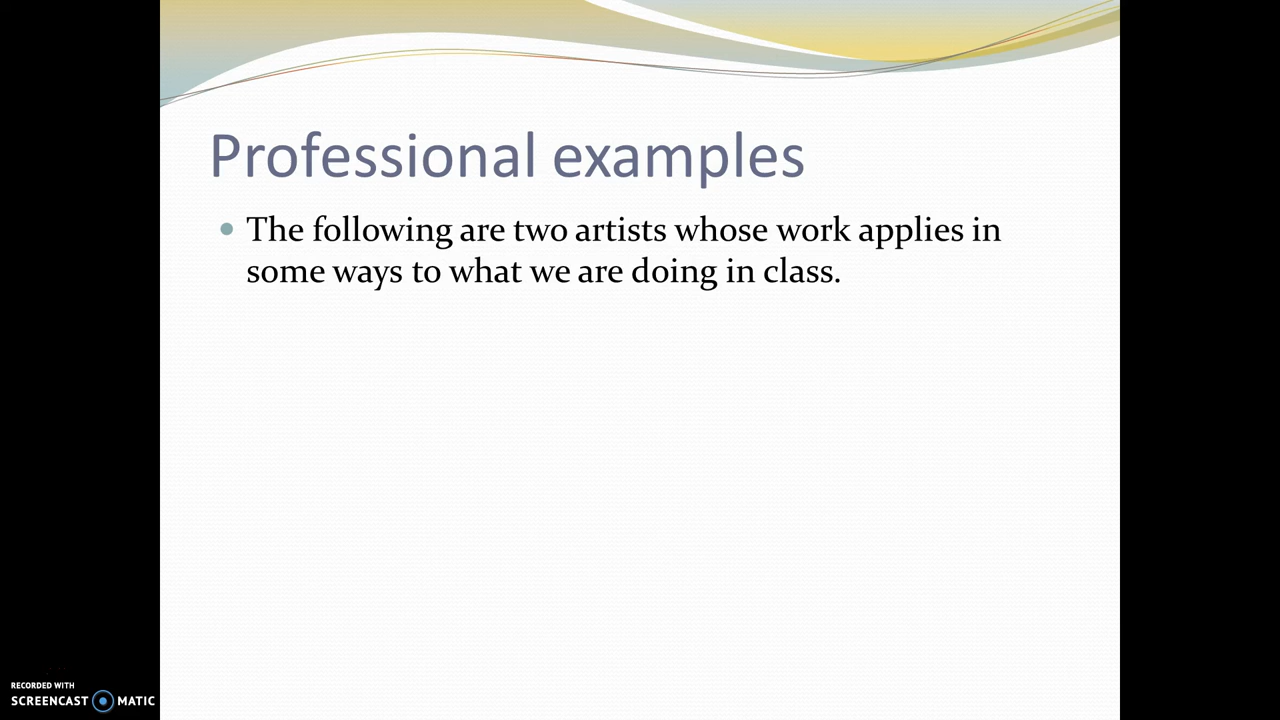 Professional examples
The following are two artists whose work applies in
some ways to what we are doing in class.
RECORDED WITH
SCREENCAST MATIC